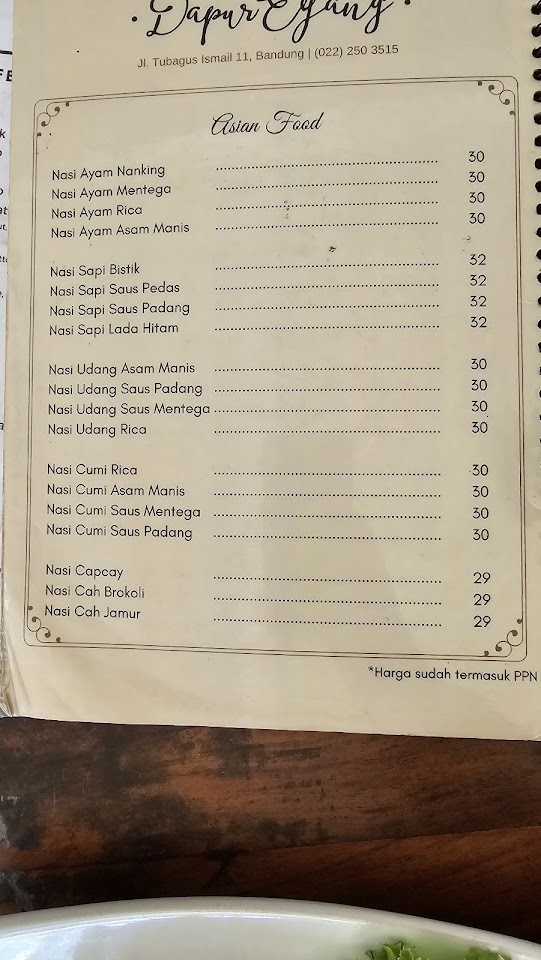 Dapur Eyang
Jl. Tubagus Ismail 11, Bandung | (022) 250 3515
Asian Food
Nasi Ayam Nanking 30
Nasi Ayam Mentega 30
Nasi Ayam Rica 30
Nasi Ayam Asam Manis 30
Nasi Sapi Bistik 32
Nasi Sapi Saus Pedas 32
Nasi Sapi Saus Padang 32
Nasi Sapi Lada Hitam 32
Nasi Udang Asam Manis 30
Nasi Udang Saus Padang 30
Nasi Udang Saus Mentega 30
Nasi Udang Rica 30
Nasi Cumi Rica 30
Nasi Cumi Asam Manis 30
Nasi Cumi Saus Mentega 30
Nasi Cumi Saus Padang 30
Nasi Capcay 29
Nasi Cah Brokoli 29
Nasi Cah Jamur 29
*Harga sudah termasuk PPN